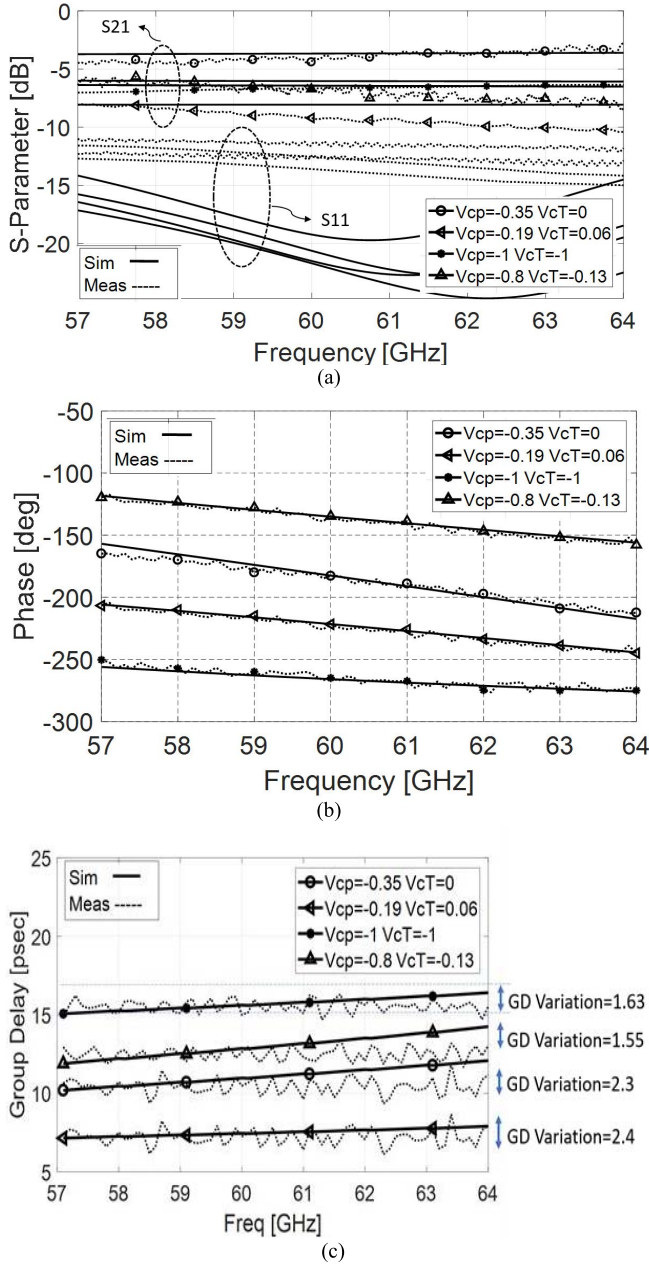 0
-5
-10
-15
-20
S-Parameter [dB]
S21
S11
Vcp=-0.35 VcT=0
Vcp=-0.19 VcT=0.06
Vcp=-1 VcT=-1
Vcp=-0.8 VcT=-0.13
Sim
Meas
57 58 59 60 61 62 63 64
Frequency [GHz]
(a)
-50
-100
-150
-200
-250
-300
Phase [deg]
Sim
Meas
Vcp=-0.35 VcT=0
Vcp=-0.19 VcT=0.06
Vcp=-1 VcT=-1
Vcp=-0.8 VcT=-0.13
57 58 59 60 61 62 63 64
Frequency [GHz]
(b)
25
20
15
10
5
Group Delay [psec]
Sim
Meas
Vcp=-0.35 VcT=0
Vcp=-0.19 VcT=0.06
Vcp=-1 VcT=-1
Vcp=-0.8 VcT=-0.13
GD Variation=1.63
GD Variation=1.55
GD Variation=2.3
GD Variation=2.4
57 58 59 60 61 62 63 64
Freq [GHz]
(c)